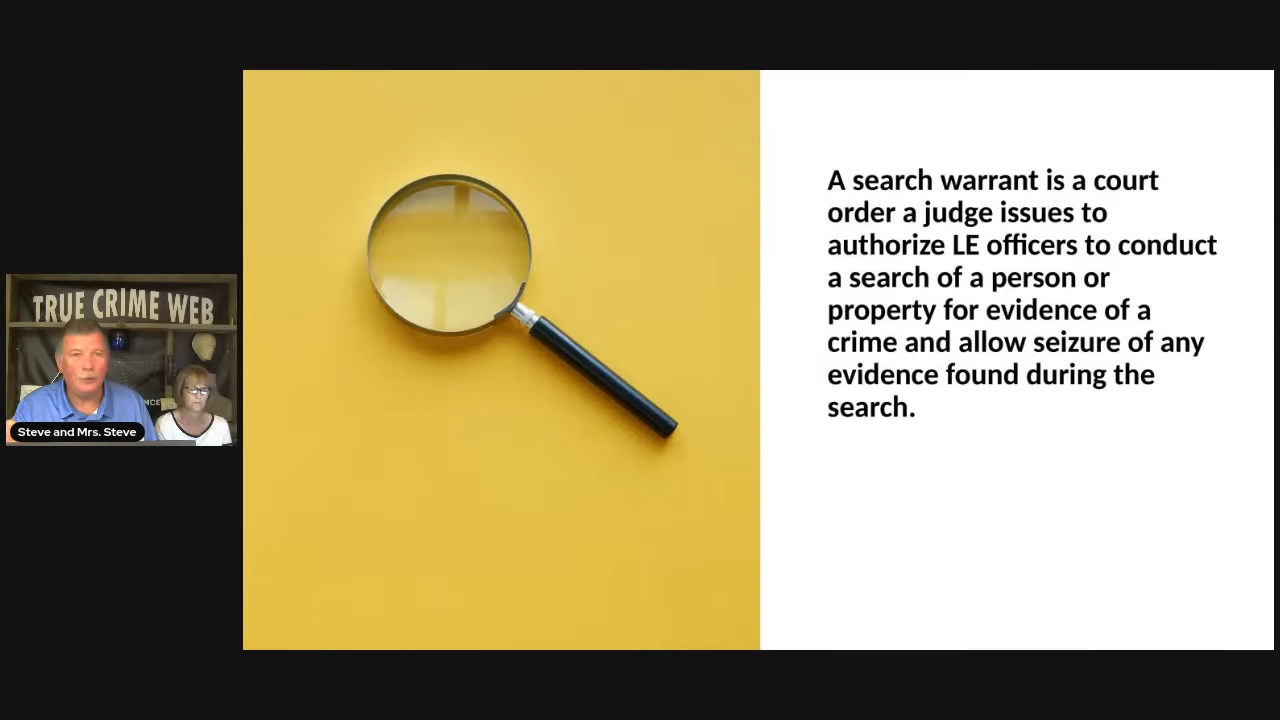 TRUE CRIME WEB
Steve and Mrs. Steve
A search warrant is a court
order a judge issues to
authorize LE officers to conduct
a search of a person or
property for evidence of a
crime and allow seizure of any
evidence found during the
search.